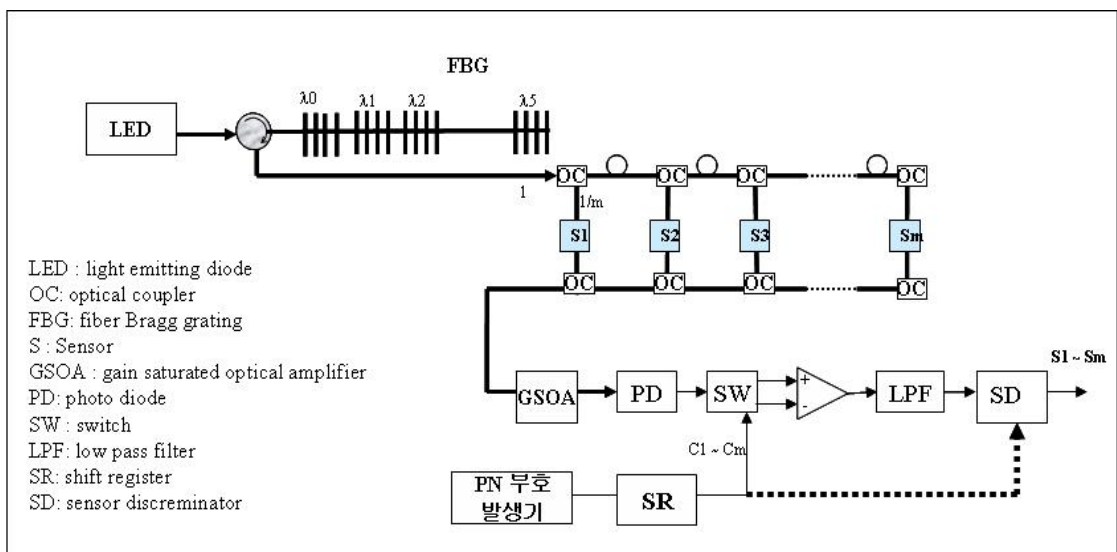 FBG
λ0 λ1 λ2 λ5
LED
1
OC OC OC OC
1/m
S1 S2 S3 Sm
OC OC OC OC
LED : light emitting diode
OC: optical coupler
FBG: fiber Bragg grating
S : Sensor
GSOA : gain saturated optical amplifier
PD: photo diode
SW : switch
LPF: low pass filter
SR: shift register
SD: sensor discreminator
S1 ~ Sm
GSOA PD SW + - LPF SD
C1 ~ Cm
PN 부호
발생기
SR